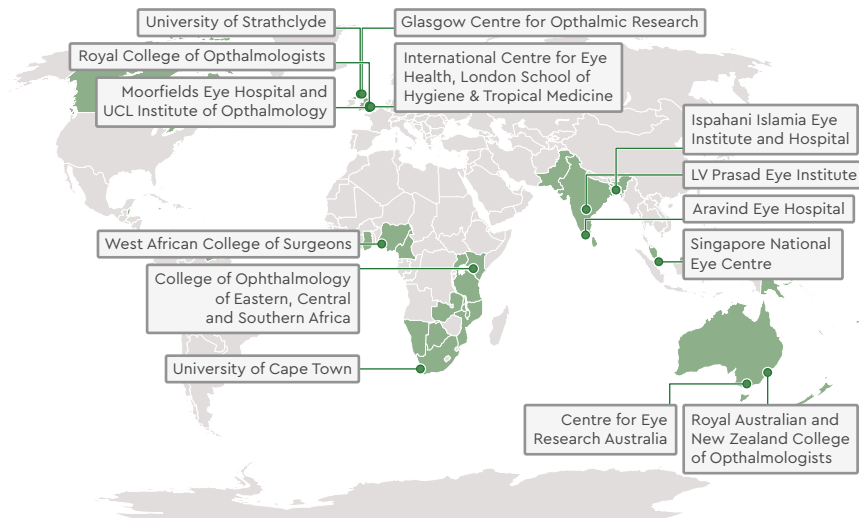 University of Strathclyde
Glasgow Centre for Opthalmic Research
Royal College of Opthalmologists
International Centre for Eye
Health, London School of
Hygiene & Tropical Medicine
Moorfields Eye Hospital and
UCL Institute of Opthalmology
Ispahani Islamia Eye
Institute and Hospital
LV Prasad Eye Institute
Aravind Eye Hospital
West African College of Surgeons
Singapore National
Eye Centre
College of Ophthalmology
of Eastern, Central
and Southern Africa
University of Cape Town
Centre for Eye
Research Australia
Royal Australian and
New Zealand College
of Opthalmologists